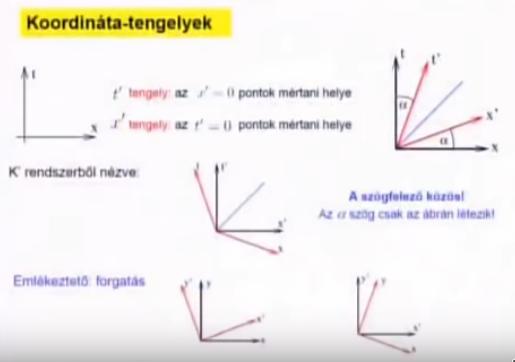 Koordináta-tengelyek
t
x
t' tengely: az x' = 0 pontok mértani helye
x' tengely: az t' = 0 pontok mértani helye
t
t'
x'
x
α
α
K' rendszerből nézve:
t
t'
x'
x
A szögfelező közös!
Az α szög csak az ábrán létezik!
Emlékeztető: forgatás
y'
y
x'
x
y'
y
x'
x